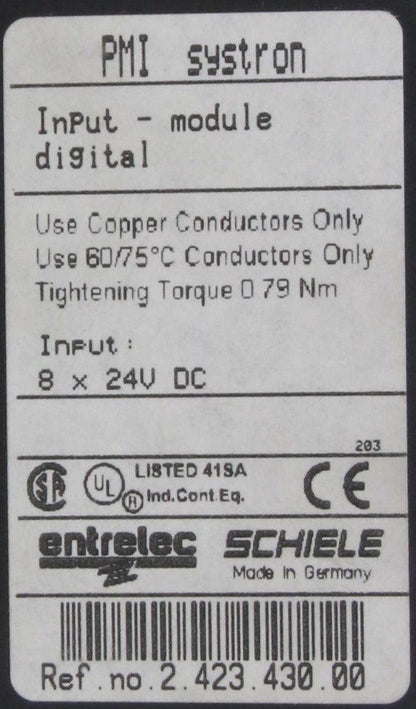 PMI systron
Input - module
digital
Use Copper Conductors Only
Use 60/75°C Conductors Only
Tightening Torque 0.79 Nm
Input:
8 x 24V DC
203
SA
UL
®
LISTED 41SA
Ind.Cont.Eq.
CE
entrelec
SCHIELE
Made in Germany
Ref.no.2.423.430.00